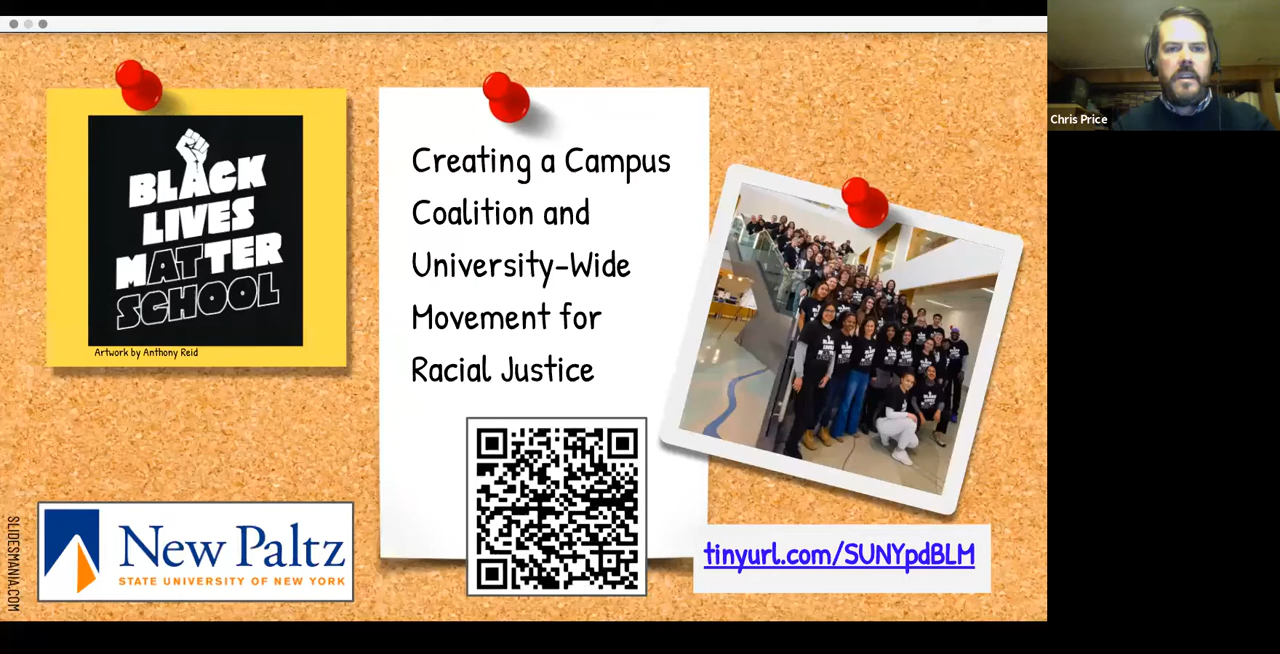 BLACK
LIVES
MATTER
SCHOOL
Artwork by Anthony Reid
Creating a Campus
Coalition and
University-Wide
Movement for
Racial Justice
New Paltz
STATE UNIVERSITY OF NEW YORK
SLIDESMANIA.COM
tinyurl.com/SUNYpdBLM
Chris Price